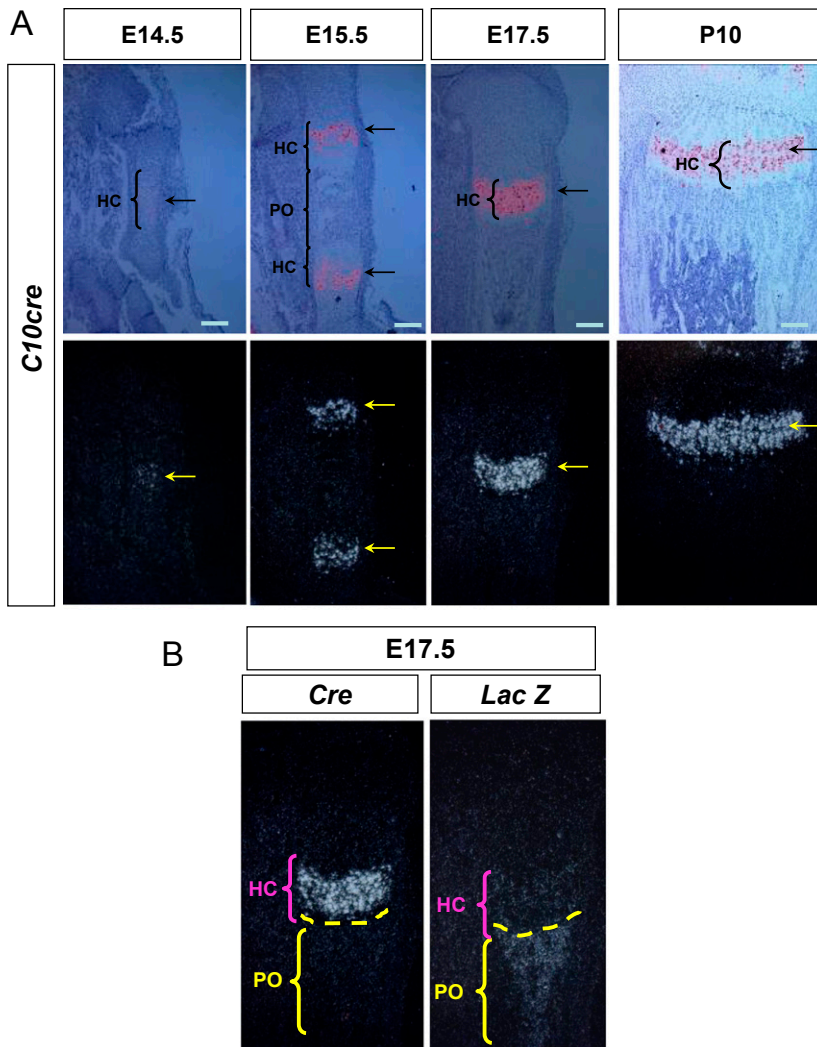 A
E14.5 E15.5 E17.5 P10
C10cre
HC
HC
PO
HC
HC
HC
B
E17.5
Cre Lac Z
HC
PO
HC
PO